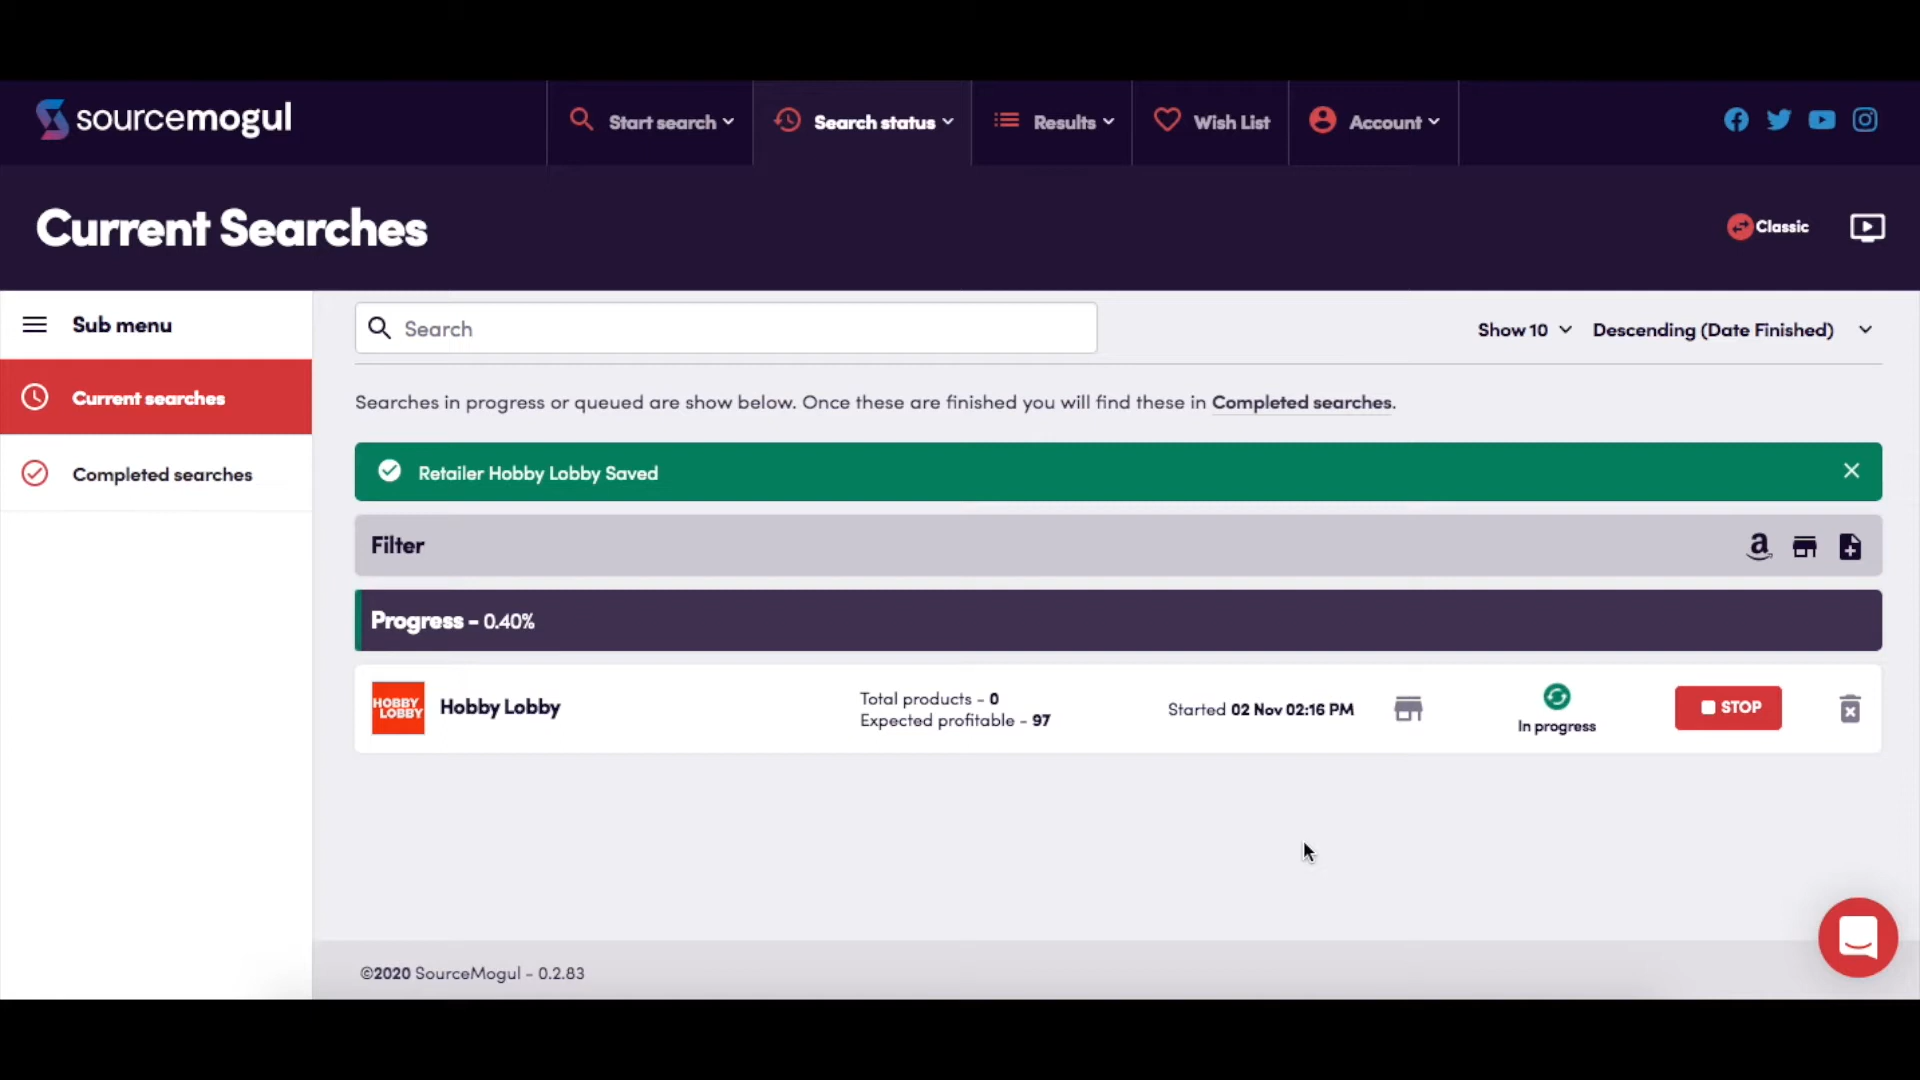 sourcemogul
Start search
Search status
Results
Wish List
Account
Current Searches
Classic
Sub menu
Current searches
Completed searches
Search
Show 10
Descending (Date Finished)
Searches in progress or queued are show below. Once these are finished you will find these in Completed searches.
Retailer Hobby Lobby Saved
Filter
a
Progress - 0.40%
HOBBY
LOBBY
Hobby Lobby
Total products - 0
Expected profitable - 97
Started 02 Nov 02:16 PM
In progress
STOP
©2020 SourceMogul - 0.2.83